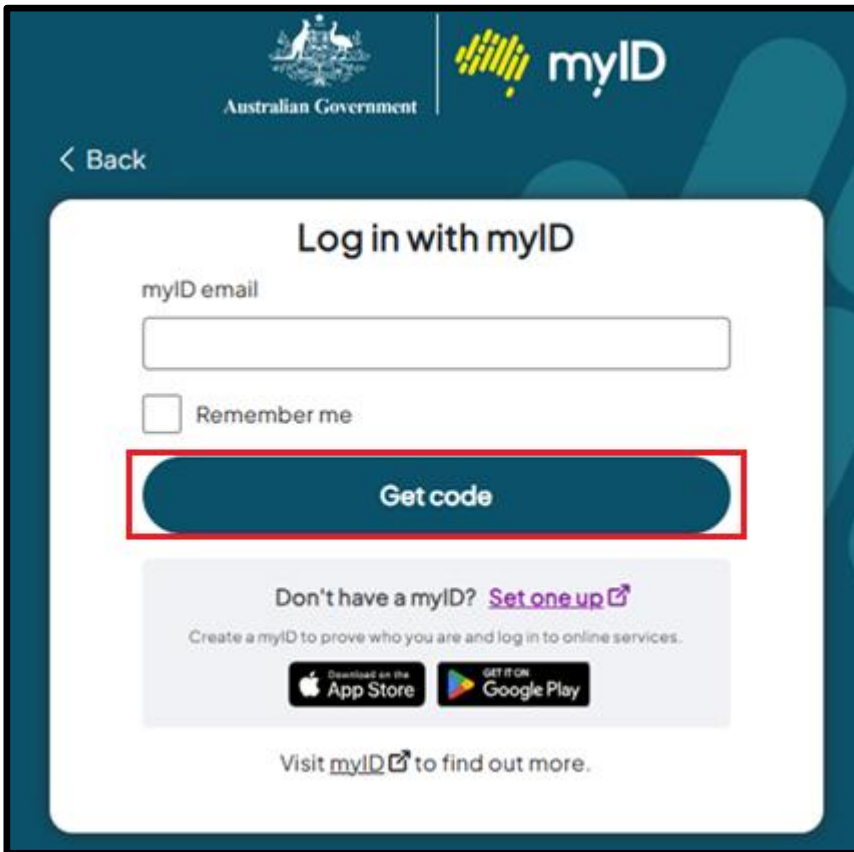 Australian Government
myID
< Back
Log in with myID
myID email
Remember me
Get code
Don't have a myID? Set one up
Create a myID to prove who you are and log in to online services.
Download on the
App Store
GET IT ON
Google Play
Visit myID to find out more.